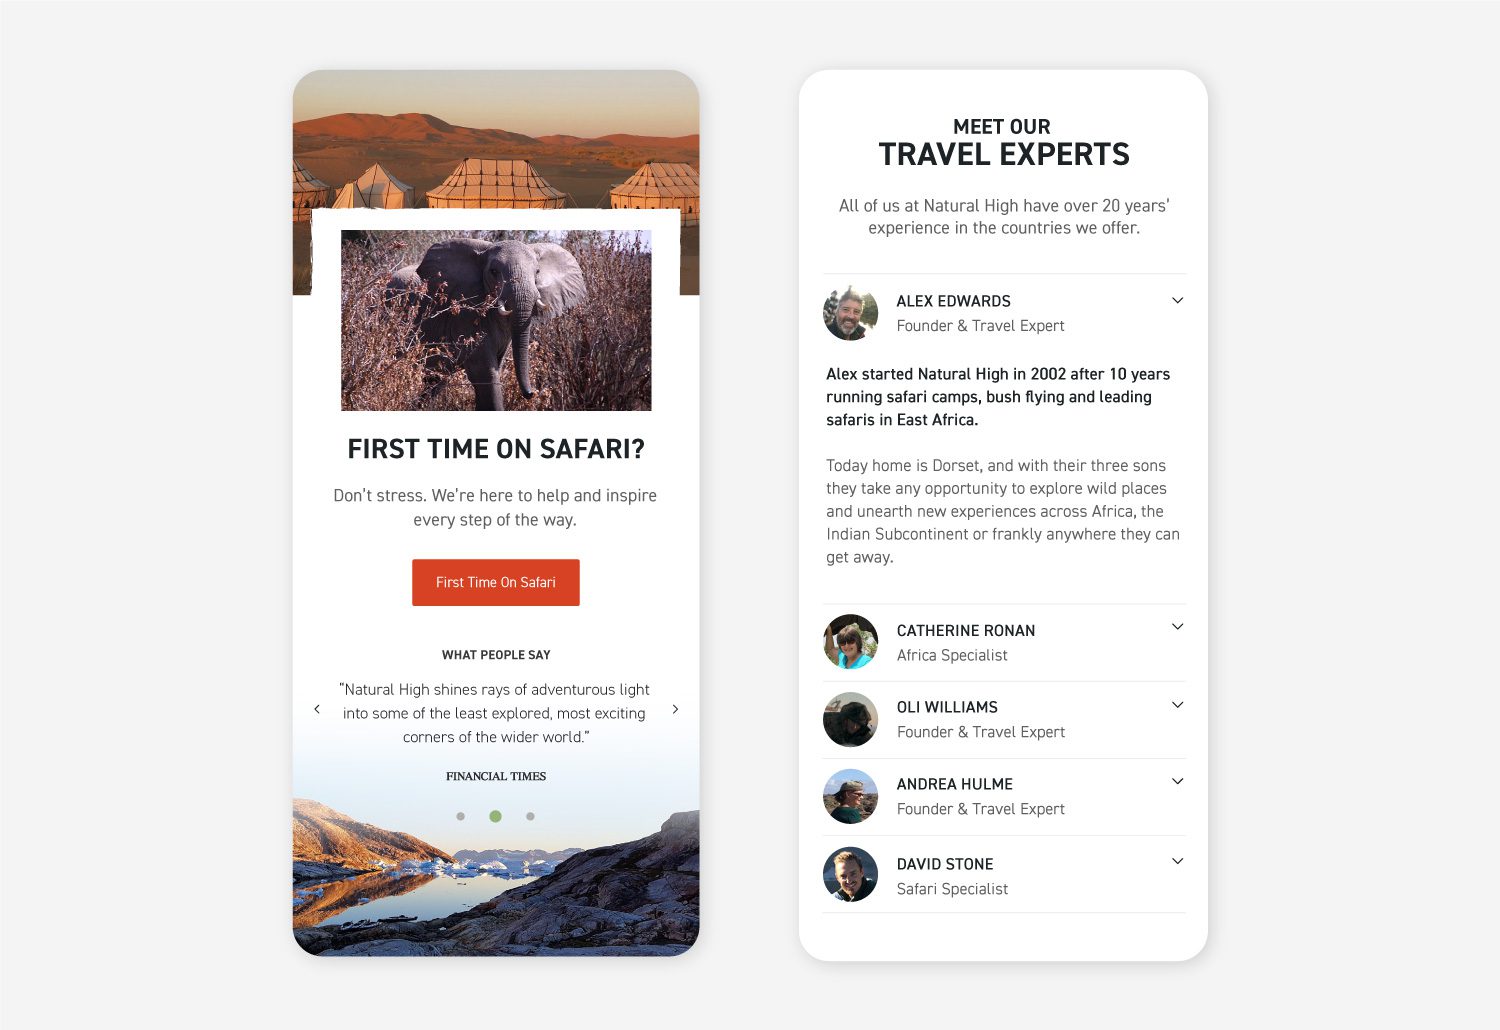 FIRST TIME ON SAFARI?
Don't stress. We're here to help and inspire
every step of the way.
First Time On Safari
WHAT PEOPLE SAY
"Natural High shines rays of adventurous light
into some of the least explored, most exciting
corners of the wider world."
FINANCIAL TIMES
MEET OUR
TRAVEL EXPERTS
All of us at Natural High have over 20 years'
experience in the countries we offer.
ALEX EDWARDS
Founder & Travel Expert
Alex started Natural High in 2002 after 10 years
running safari camps, bush flying and leading
safaris in East Africa.
Today home is Dorset, and with their three sons
they take any opportunity to explore wild places
and unearth new experiences across Africa, the
Indian Subcontinent or frankly anywhere they can
get away.
CATHERINE RONAN
Africa Specialist
OLI WILLIAMS
Founder & Travel Expert
ANDREA HULME
Founder & Travel Expert
DAVID STONE
Safari Specialist